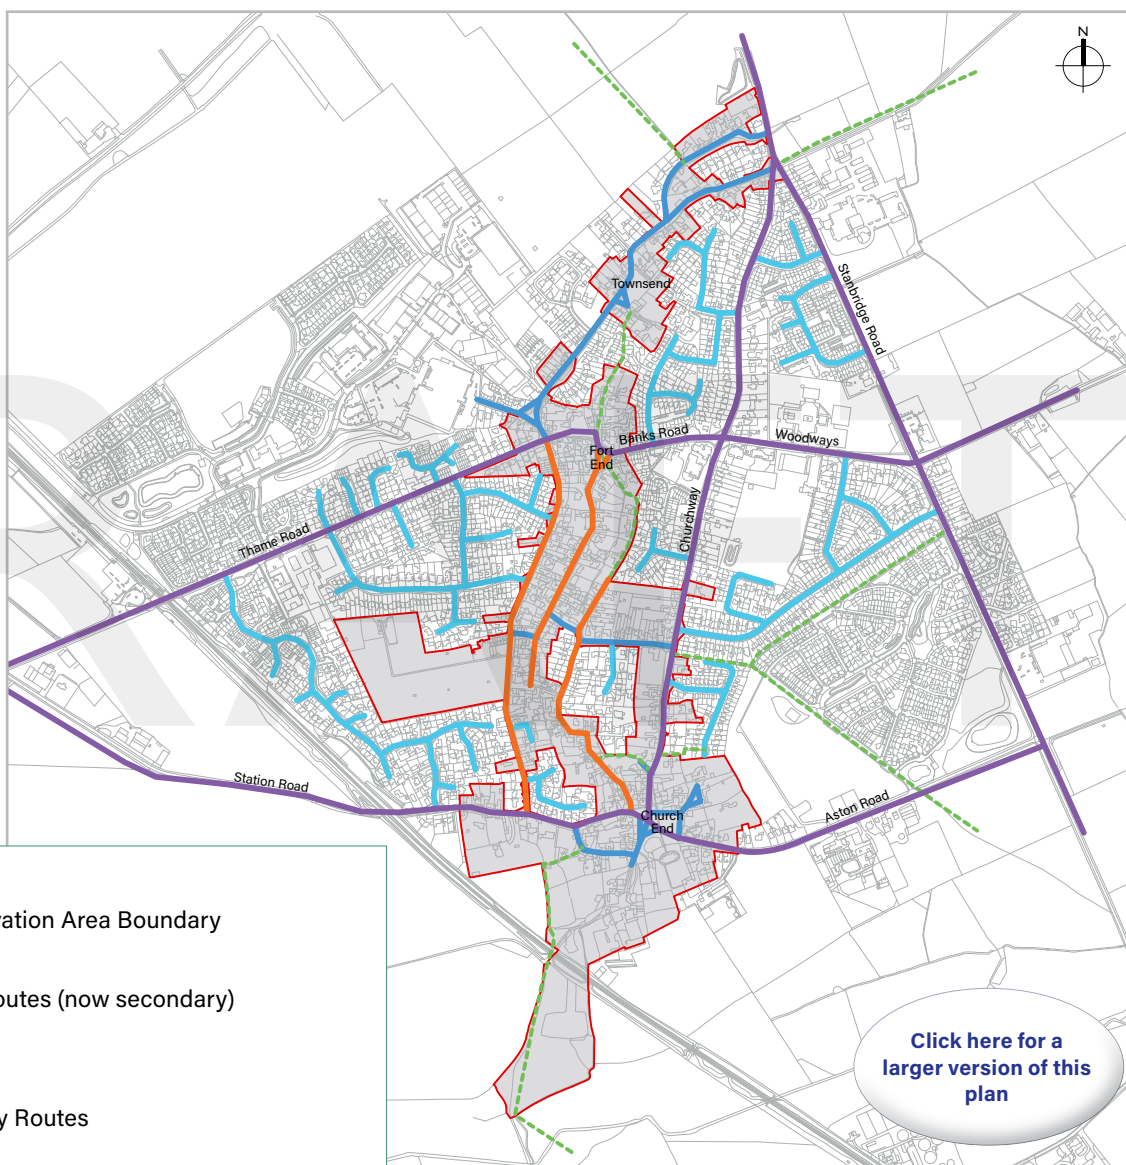 N
Townsend
Stanbridge Road
Banks Road
Woodways
Fort
End
Churchway
Thame Road
Station Road
Aston Road
Church
End
vation Area Boundary
outes (now secondary)
y Routes
Click here for a
larger version of this
plan